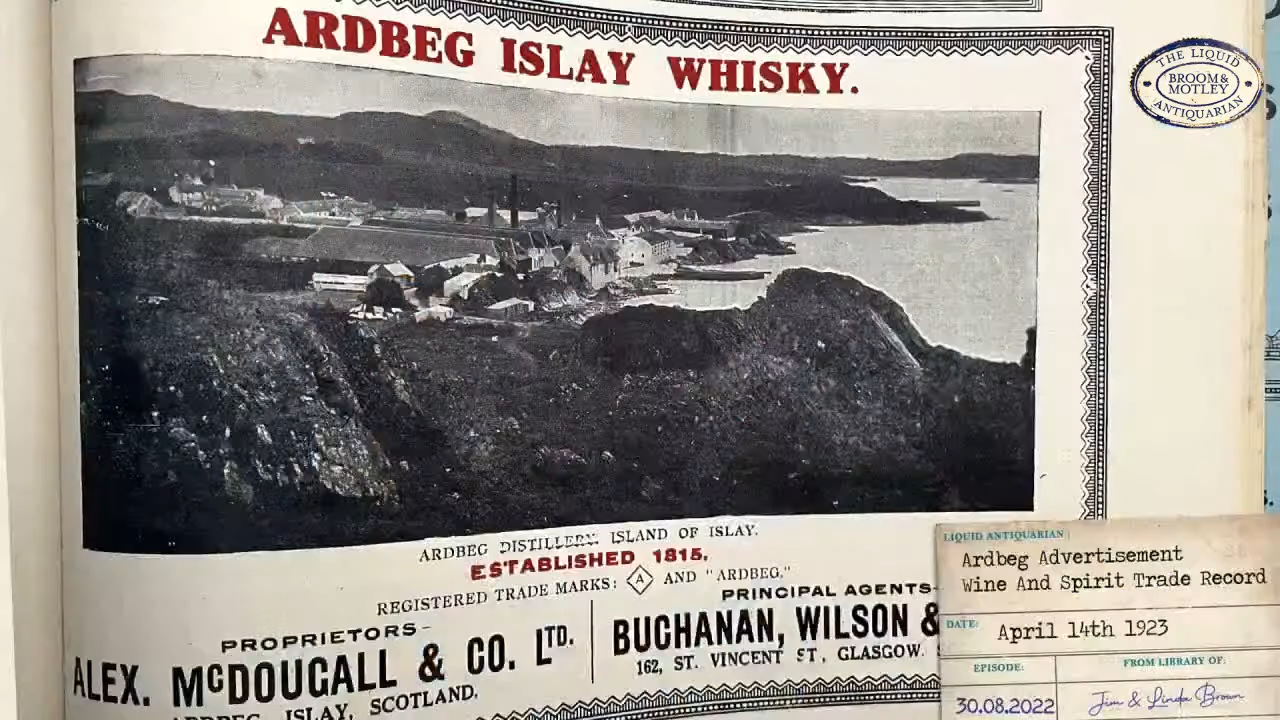 ARDBEG ISLAY WHISKY.
THE LIQUID
BROOM &
MOTLEY
ANTIQUARIAN
ARDBEG DISTILLERY. ISLAND OF ISLAY.
ESTABLISHED 1815.
REGISTERED TRADE MARKS: A AND "ARDBEG."
PROPRIETORS-
ALEX. McDOUGALL & CO. LTD.
ARDBEG, ISLAY, SCOTLAND.
PRINCIPAL AGENTS-
BUCHANAN, WILSON &
162, ST. VINCENT ST, GLASGOW.
LIQUID ANTIQUARIAN
Ardbeg Advertisement
Wine And Spirit Trade Record
DATE: April 14th 1923
EPISODE:
30.08.2022
FROM LIBRARY OF:
Jim & Linda Brown